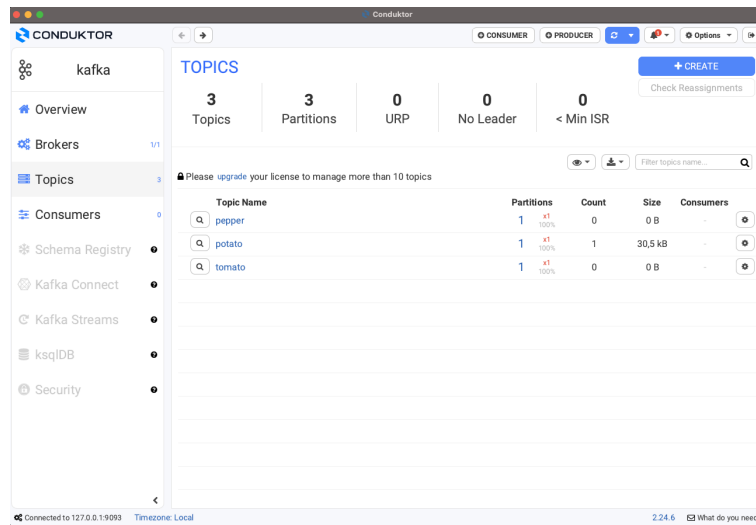 Conduktor
CONDUKTOR
CONSUMER
PRODUCER
Options
kafka
Overview
Brokers 1/1
Topics 3
Consumers 0
Schema Registry
Kafka Connect
Kafka Streams
ksqlDB
Security
TOPICS
+ CREATE
Check Reassignments
3 3 0 0 0
Topics Partitions URP No Leader < Min ISR
Filter topics name...
Please upgrade your license to manage more than 10 topics
Topic Name Partitions Count Size Consumers
pepper 1 x1 100% 0 0 B -
potato 1 x1 100% 1 30,5 kB -
tomato 1 x1 100% 0 0 B -
Connected to 127.0.0.1:9093 Timezone: Local 2.24.6 What do you need